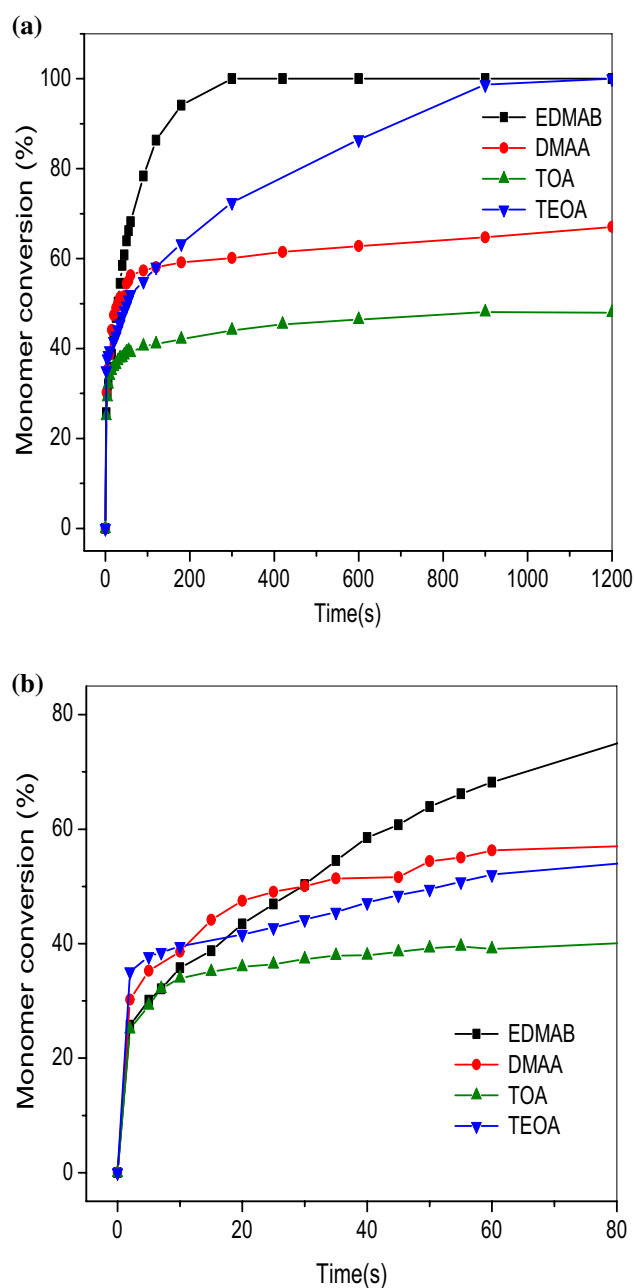 (a)
100
80
60
40
20
0
Monomer conversion (%)
EDMAB
DMAA
TOA
TEOA
0 200 400 600 800 1000 1200
Time(s)
(b)
80
60
40
20
0
Monomer conversion (%)
EDMAB
DMAA
TOA
TEOA
0 20 40 60 80
Time(s)